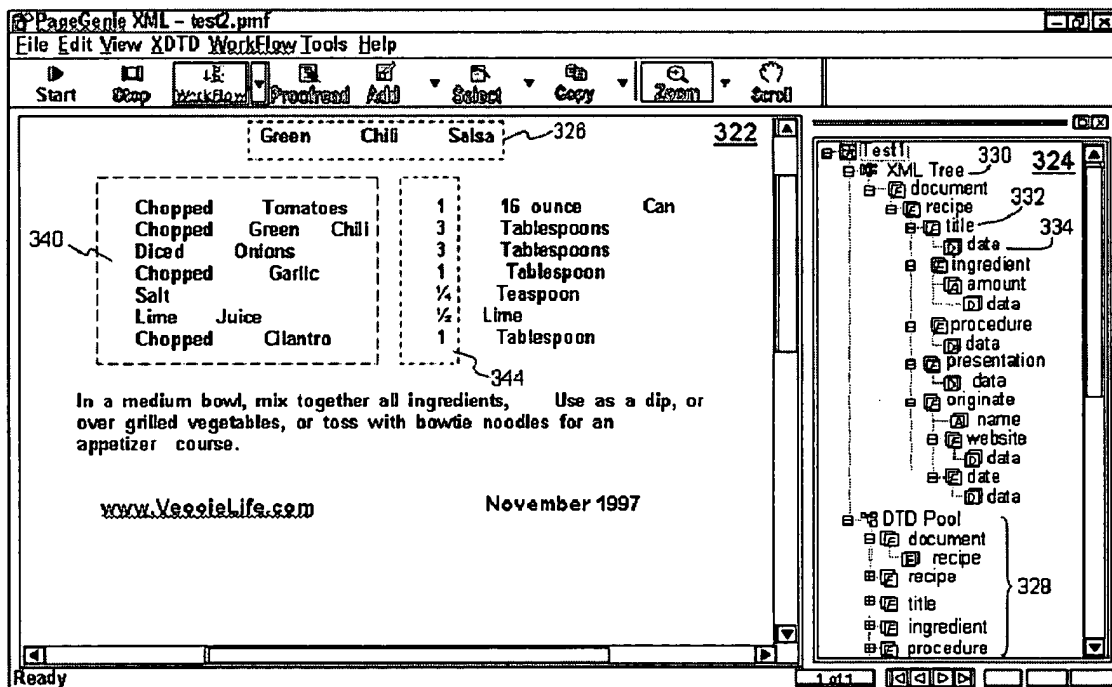 PageGenie XML – test2.pmf
File Edit View XDTD WorkFlow Tools Help
Start Stop WorkFlow Proofread Add Select Copy Zoom Scroll
Green Chili Salsa 326 322
340
Chopped Tomatoes 1 16 ounce Can
Chopped Green Chili 3 Tablespoons
Diced Onions 3 Tablespoons
Chopped Garlic 1 Tablespoon
Salt ¼ Teaspoon
Lime Juice ½ Lime
Chopped Cilantro 1 Tablespoon
344
In a medium bowl, mix together all ingredients, Use as a dip, or
over grilled vegetables, or toss with bowtie noodles for an
appetizer course.
www.VeggieLife.com November 1997
Test1 324
XML Tree 330
E document
E recipe 332
E title
D data 334
E ingredient
A amount
D data
E procedure
D data
E presentation
D data
E originate
A name
E website
D data
E date
D data
DTD Pool
E document
E recipe
E recipe
E title
E ingredient
E procedure
328
Ready 1 of 1